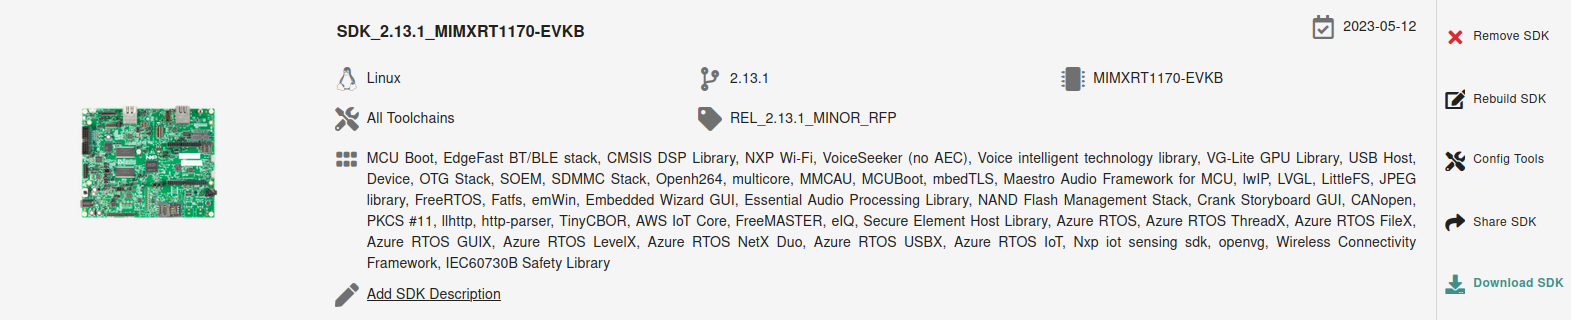 SDK_2.13.1_MIMXRT1170-EVKB
2023-05-12
Linux
2.13.1
MIMXRT1170-EVKB
All Toolchains
REL_2.13.1_MINOR_RFP
MCU Boot, EdgeFast BT/BLE stack, CMSIS DSP Library, NXP Wi-Fi, VoiceSeeker (no AEC), Voice intelligent technology library, VG-Lite GPU Library, USB Host,
Device, OTG Stack, SOEM, SDMMC Stack, Openh264, multicore, MMCAU, MCUBoot, mbedTLS, Maestro Audio Framework for MCU, lwIP, LVGL, LittleFS, JPEG
library, FreeRTOS, Fatfs, emWin, Embedded Wizard GUI, Essential Audio Processing Library, NAND Flash Management Stack, Crank Storyboard GUI, CANopen,
PKCS #11, llhttp, http-parser, TinyCBOR, AWS IoT Core, FreeMASTER, eIQ, Secure Element Host Library, Azure RTOS, Azure RTOS ThreadX, Azure RTOS FileX,
Azure RTOS GUIX, Azure RTOS LevelX, Azure RTOS NetX Duo, Azure RTOS USBX, Azure RTOS IoT, Nxp iot sensing sdk, openvg, Wireless Connectivity
Framework, IEC60730B Safety Library
Add SDK Description
Remove SDK
Rebuild SDK
Config Tools
Share SDK
Download SDK